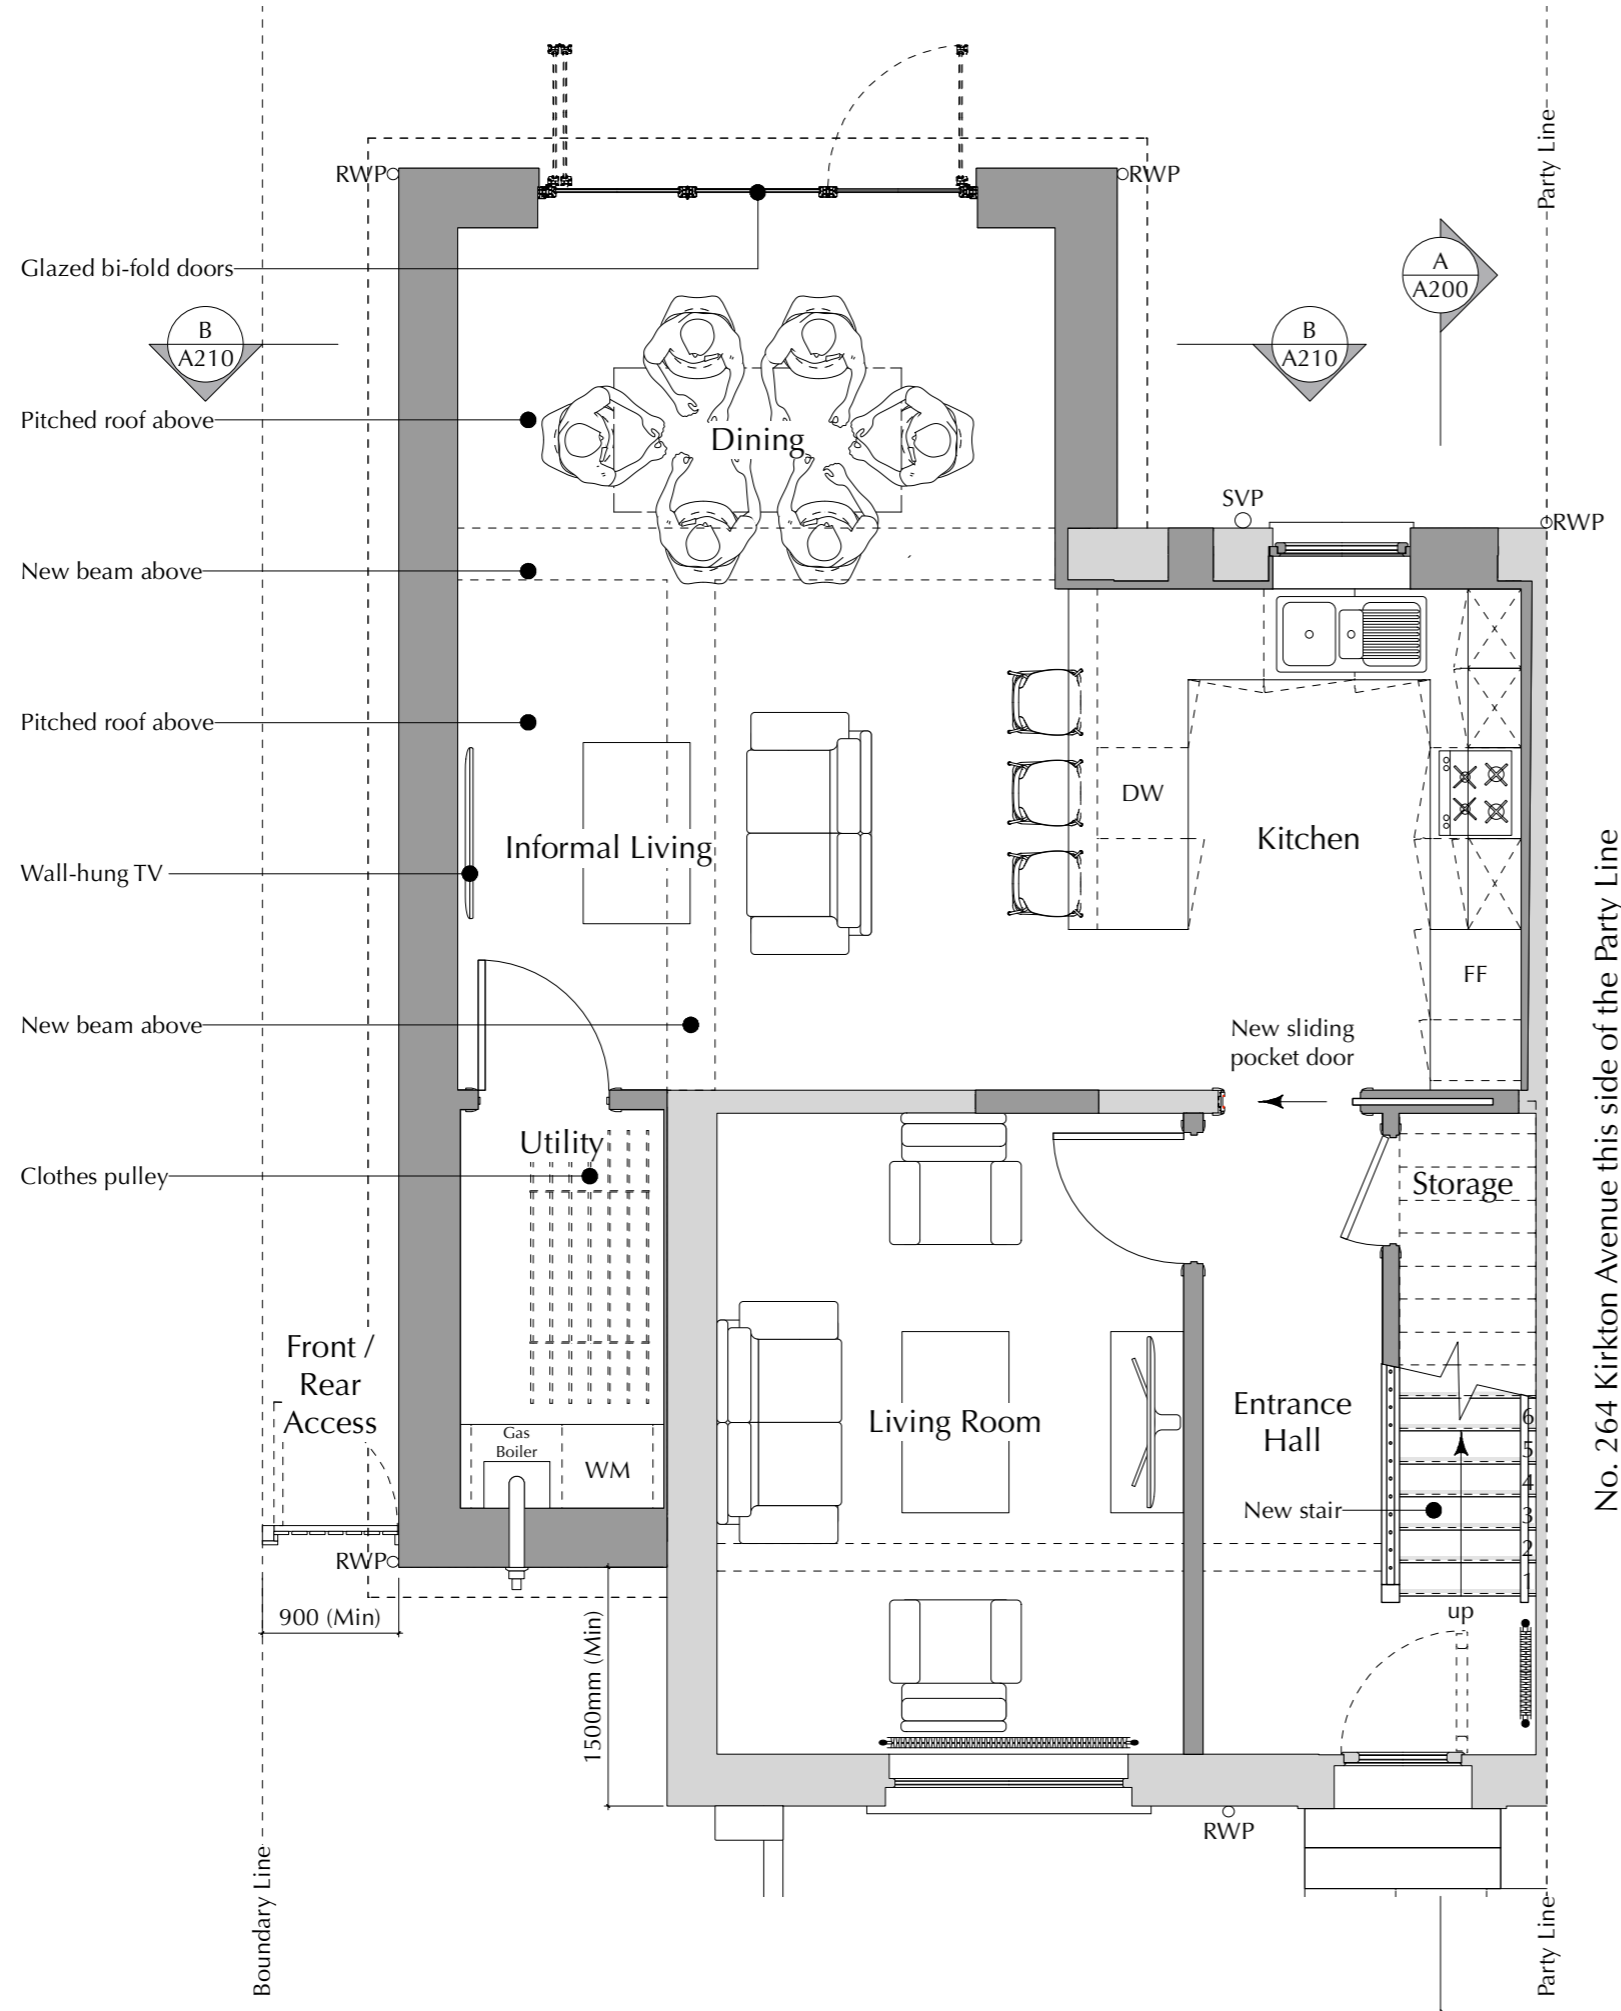 Party Line
RWP
RWP
Glazed bi-fold doors
A
A200
B
A210
B
A210
Pitched roof above
Dining
SVP
RWP
New beam above
Pitched roof above
DW
Informal Living
Kitchen
Wall-hung TV
FF
New beam above
New sliding
pocket door
No. 264 Kirkton Avenue this side of the Party Line
Utility
Clothes pulley
Storage
Front /
Rear
Access
Living Room
Entrance
Hall
Gas
Boiler
WM
New stair
6
5
4
3
2
1
up
RWP
900 (Min)
1500mm (Min)
RWP
Boundary Line
Party Line